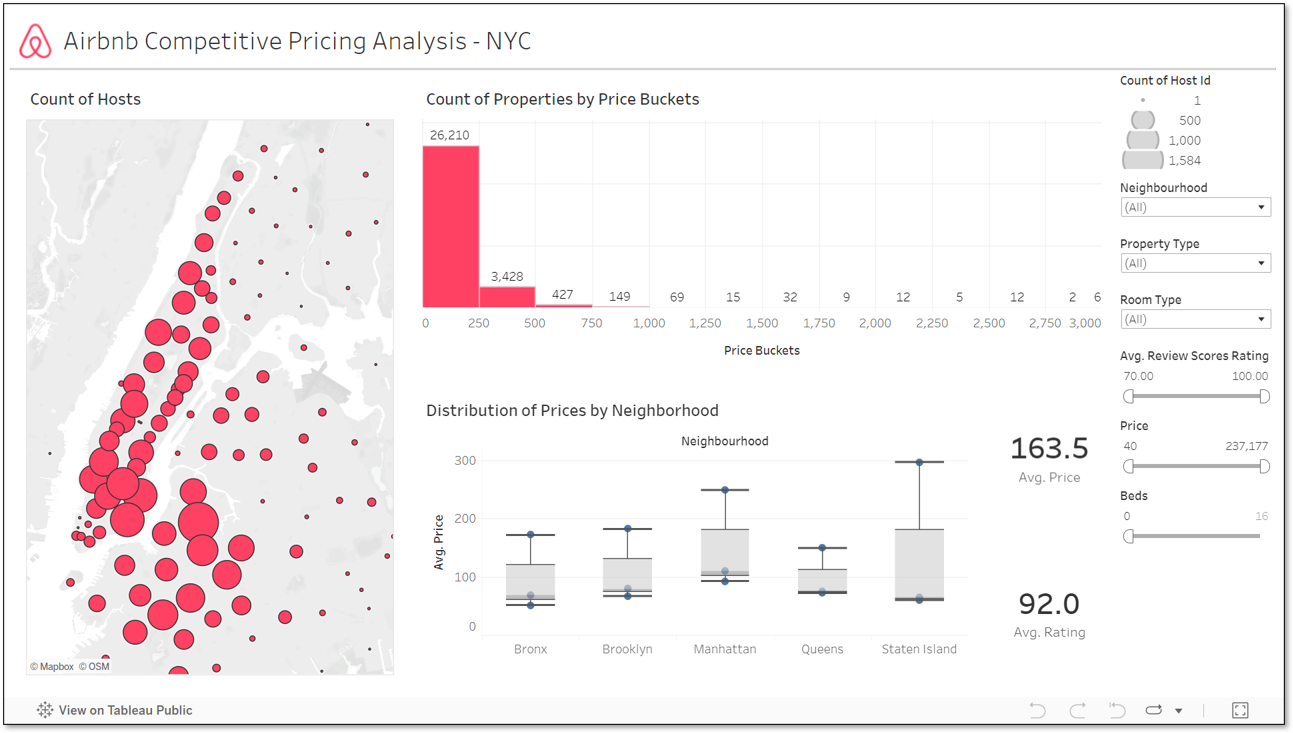 Airbnb Competitive Pricing Analysis - NYC
Count of Hosts
© Mapbox © OSM
Count of Properties by Price Buckets
26,210
3,428
427
149
69
15
32
9
12
5
12
2
6
0
250
500
750
1,000
1,250
1,500
1,750
2,000
2,250
2,500
2,750
3,000
Price Buckets
Distribution of Prices by Neighborhood
Neighbourhood
300
200
100
0
Avg. Price
Bronx
Brooklyn
Manhattan
Queens
Staten Island
163.5
Avg. Price
92.0
Avg. Rating
Count of Host Id
1
500
1,000
1,584
Neighbourhood
(All)
Property Type
(All)
Room Type
(All)
Avg. Review Scores Rating
70.00 100.00
Price
40 237,177
Beds
0 16
View on Tableau Public